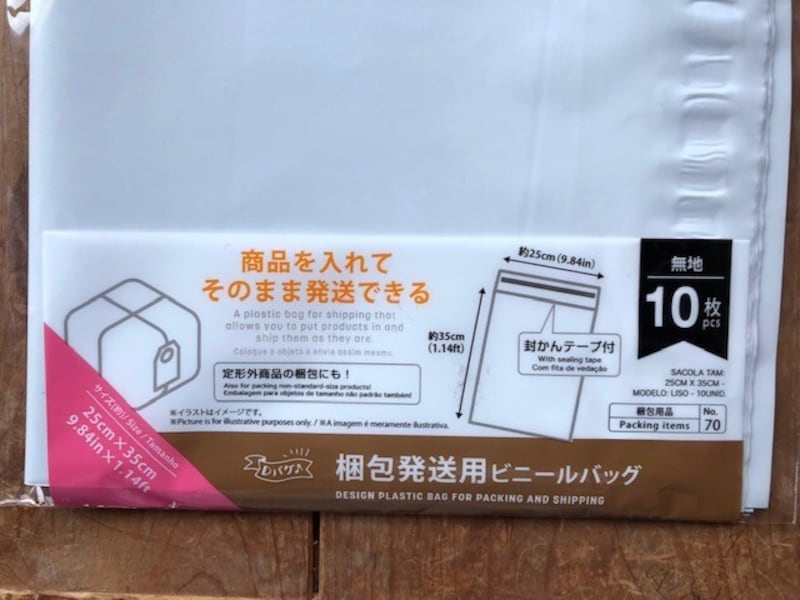 商品を入れて
そのまま発送できる
A plastic bag for shipping that
allows you to put products in and
ship them as they are.
Coloque o objeto e envie assim mesmo.
定形外商品の梱包にも！
Also for packing non-standard-size products!
Embalagem para objetos de tamanho não padrão também!
※イラストはイメージです。
※Picture is for illustrative purposes only. / ※A imagem é meramente ilustrativa.
約25cm (9.84in)
約35cm
(1.14ft)
封かんテープ付
With sealing tape
Com fita de vedação
無地
10枚
pcs
SACOLA TAM:
25CM X 35CM -
MODELO: LISO - 10UNID.
梱包用品
Packing items
No.
70
サイズ(約)/ Size / Tamanho
25cm×35cm
9.84in×1.14ft
梱包発送用ビニールバッグ
DESIGN PLASTIC BAG FOR PACKING AND SHIPPING